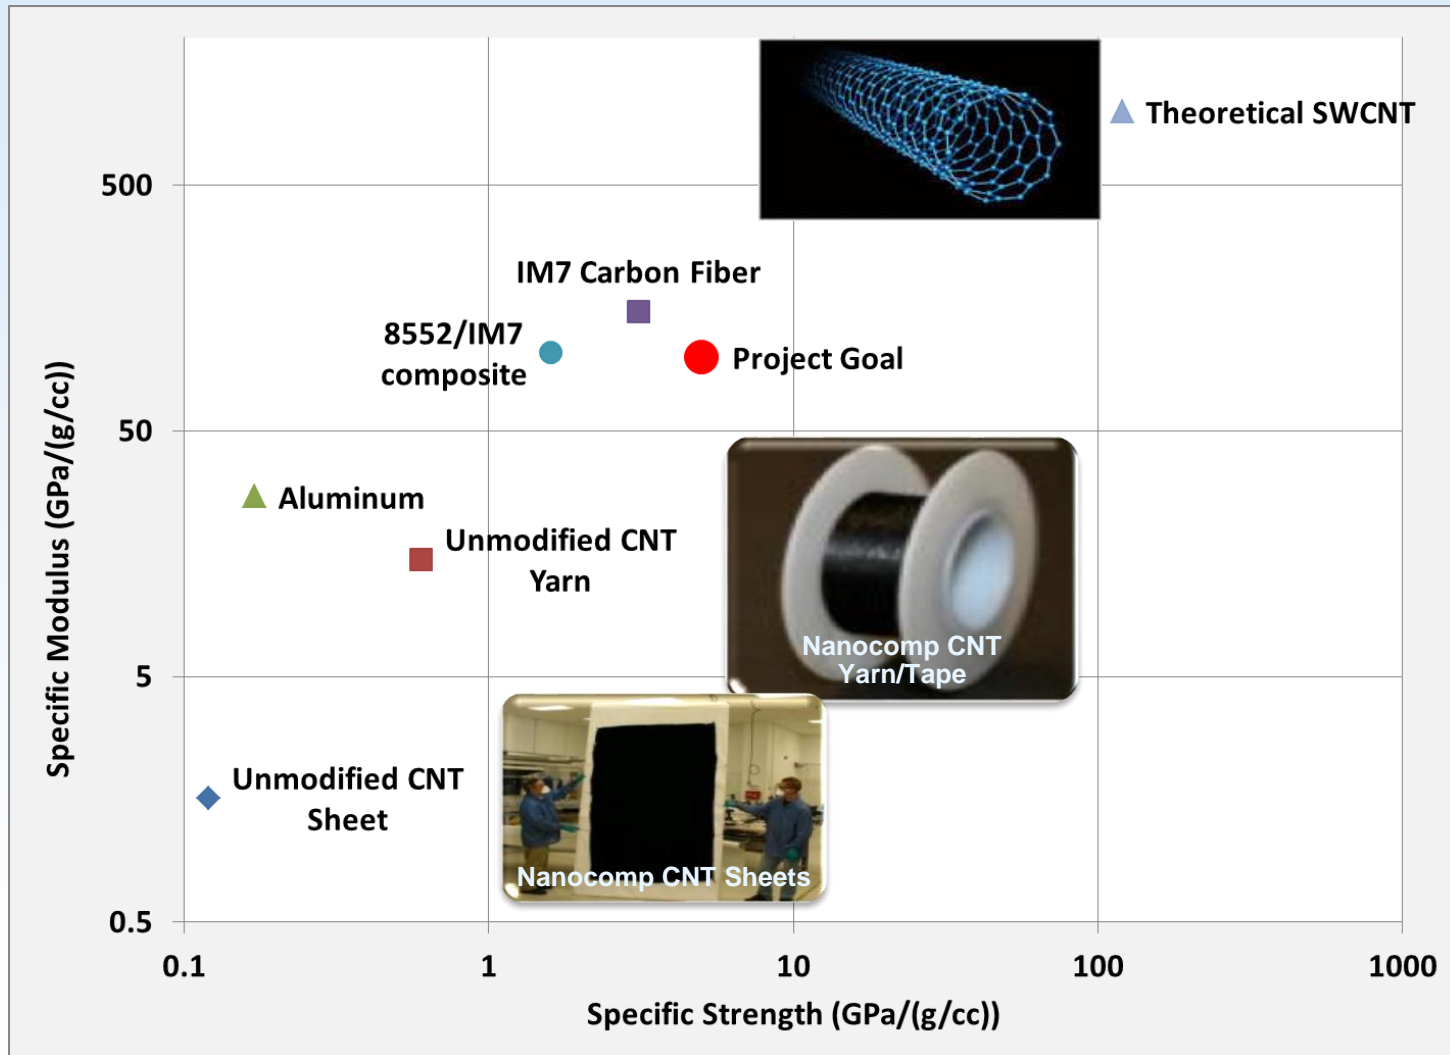 Theoretical SWCNT
500
IM7 Carbon Fiber
8552/IM7
composite
Project Goal
50
Aluminum
Unmodified CNT
Yarn
Nanocomp CNT
Yarn/Tape
5
Unmodified CNT
Sheet
Nanocomp CNT Sheets
0.5
0.1
1
10
100
1000
Specific Strength (GPa/(g/cc))
Specific Modulus (GPa/(g/cc))